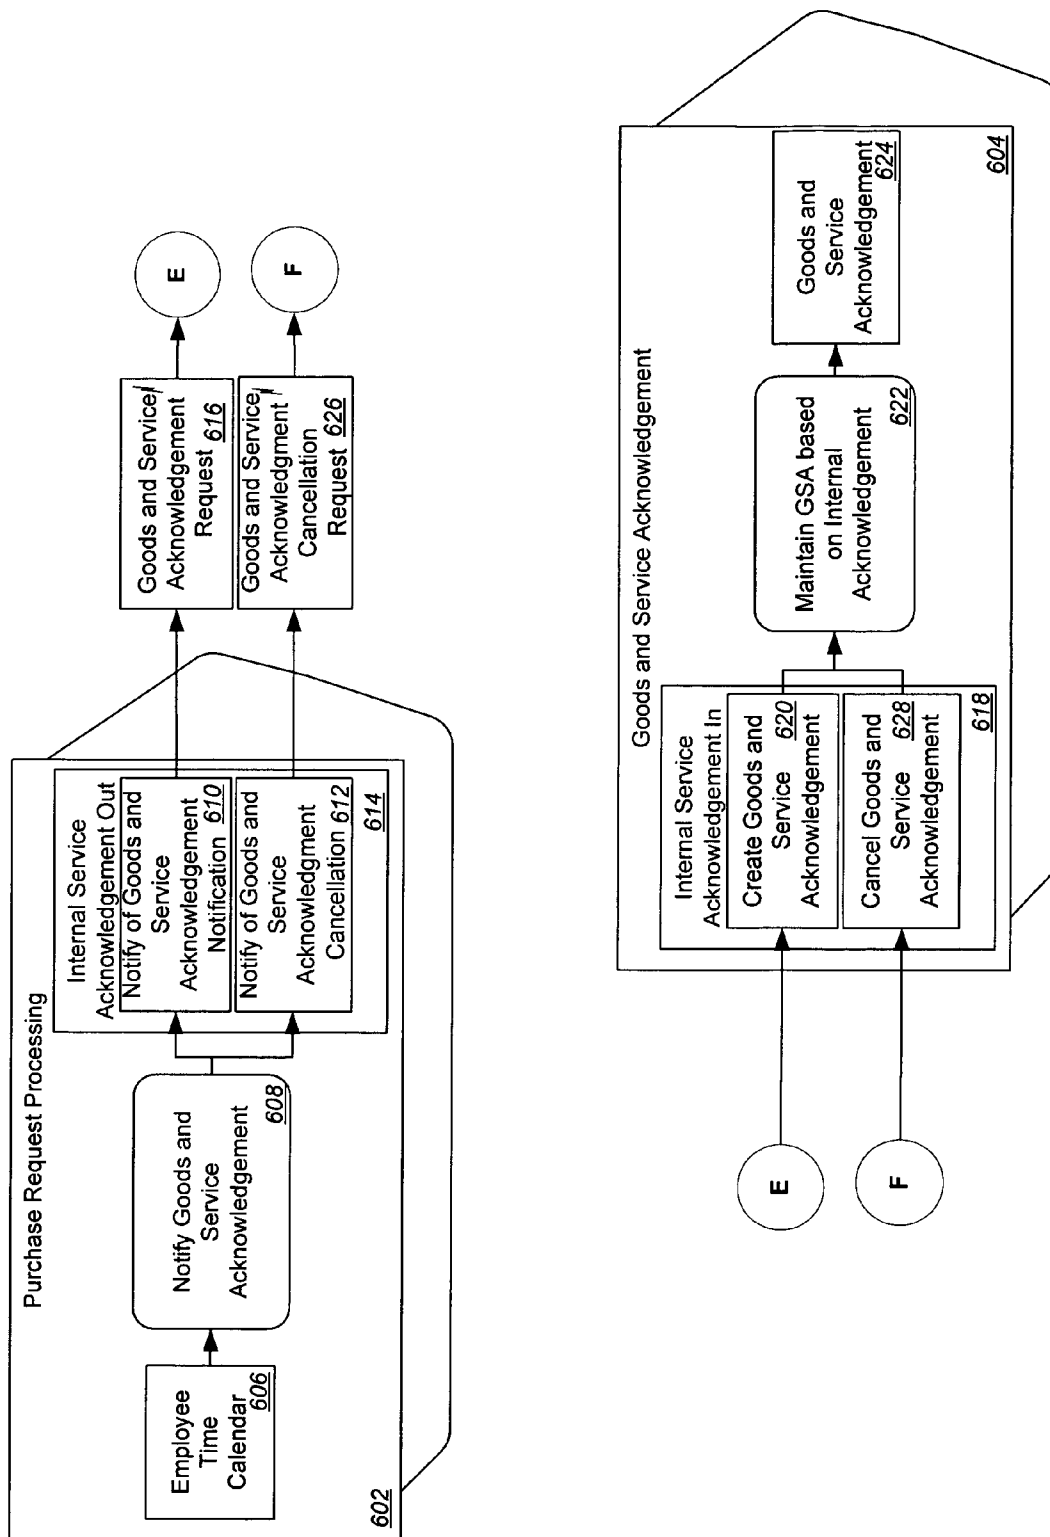 Purchase Request Processing
Employee
Time
Calendar
606
Notify Goods and
Service
Acknowledgement
608
Internal Service
Acknowledgement Out
Notify of Goods and
Service
Acknowledgement
Notification 610
Notify of Goods and
Service
Acknowledgment
Cancellation 612
614
602
Goods and Service
Acknowledgement
Request 616
Goods and Service
Acknowledgment
Cancellation
Request 626
E
F
Goods and Service Acknowledgement
E
F
Internal Service
Acknowledgement In
Create Goods and
Service 620
Acknowledgement
Cancel Goods and
Service 628
Acknowledgement
618
Maintain GSA based
on Internal
Acknowledgement
622
Goods and
Service
Acknowledgement
624
604